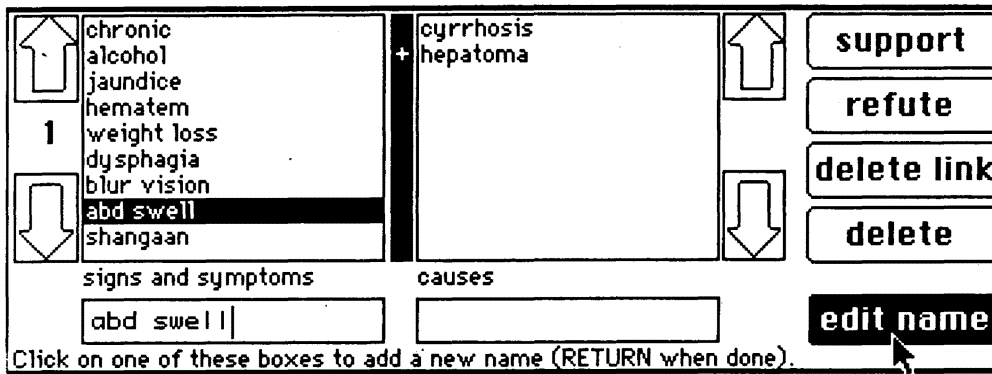 chronic
alcohol
jaundice
hematem
weight loss
dysphagia
blur vision
abd swell
shangaan
1
signs and symptoms
abd swell
+
cyrrhosis
hepatoma
causes
support
refute
delete link
delete
edit name
Click on one of these boxes to add a new name (RETURN when done).